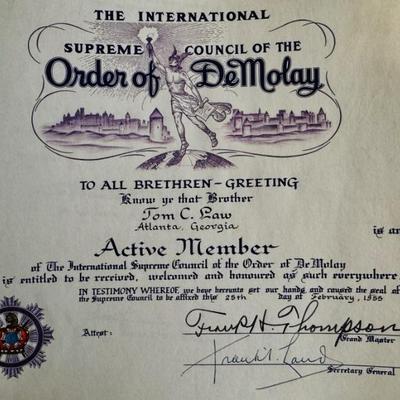 THE INTERNATIONAL
SUPREME COUNCIL OF THE
Order of DeMolay
TO ALL BRETHREN – GREETING
Know ye that Brother
Tom C. Law
Atlanta, Georgia
is an
Active Member
of The International Supreme Council of the Order of DeMolay
is entitled to be received, welcomed and honoured as such everywhere.
IN TESTIMONY WHEREOF, we have hereunto set our hands and caused the seal of
the Supreme Council to be affixed this 25th day of February, 1955
Attest:
Frank H. Thompson
Grand Master
Frank S. Land
Secretary General